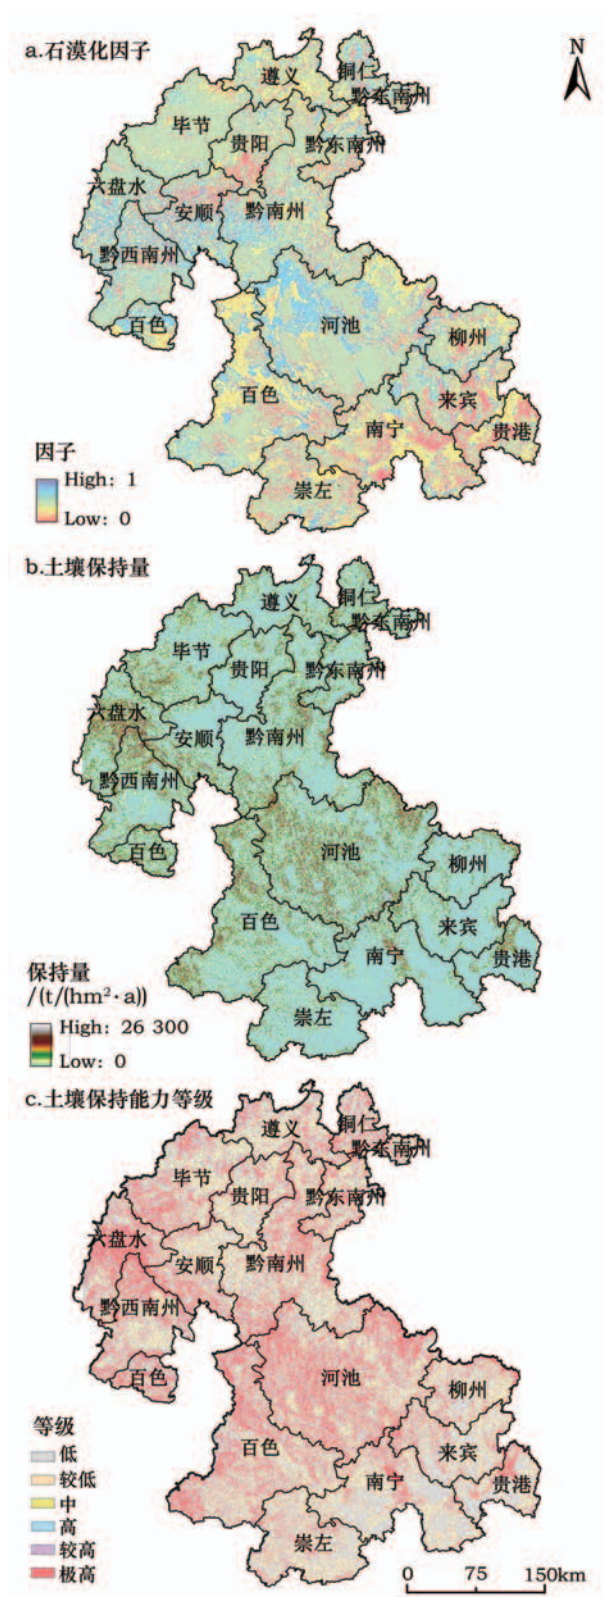 a.石漠化因子
N
遵义
铜仁
黔东南州
毕节
贵阳
黔东南州
六盘水
安顺
黔南州
黔西南州
百色
河池
柳州
百色
来宾
南宁
贵港
崇左
因子
High: 1
Low: 0
b.土壤保持量
遵义
铜仁
黔东南州
毕节
贵阳
黔东南州
六盘水
安顺
黔南州
黔西南州
百色
河池
柳州
百色
来宾
南宁
贵港
崇左
保持量
/(t/(hm²·a))
High: 26 300
Low: 0
c.土壤保持能力等级
遵义
铜仁
黔东南州
毕节
贵阳
黔东南州
六盘水
安顺
黔南州
黔西南州
百色
河池
柳州
百色
来宾
南宁
贵港
崇左
等级
低
较低
中
高
较高
极高
0 75 150km